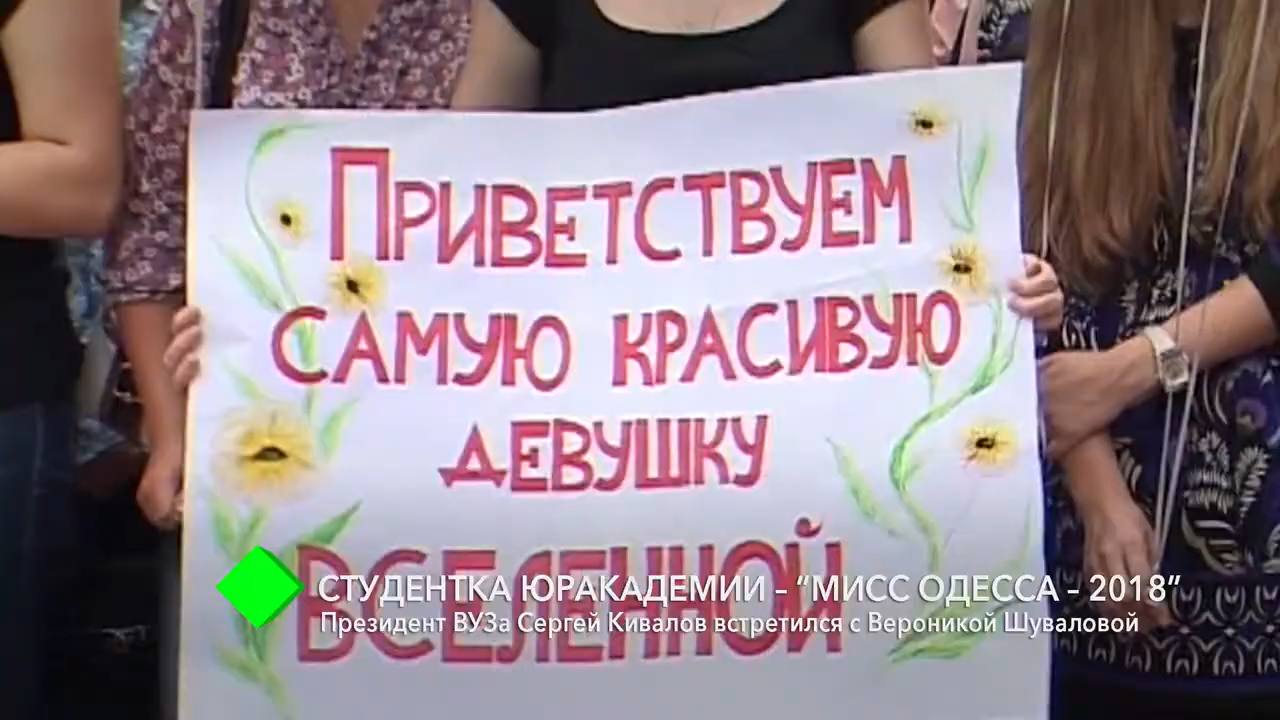 Приветствуем
самую красивую
девушку
Вселенной
СТУДЕНТКА ЮРАКАДЕМИИ – “МИСС ОДЕССА – 2018”
Президент ВУЗа Сергей Кивалов встретился с Вероникой Шуваловой